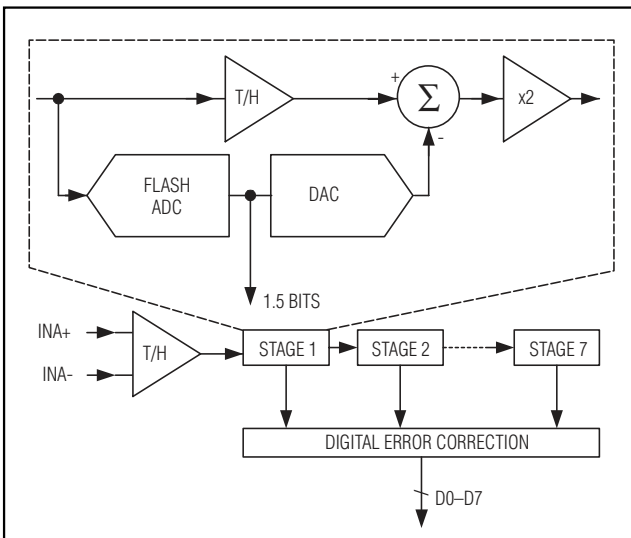 T/H
+
Σ
-
x2
FLASH
ADC
DAC
1.5 BITS
INA+
INA-
T/H
STAGE 1
STAGE 2
STAGE 7
DIGITAL ERROR CORRECTION
D0–D7